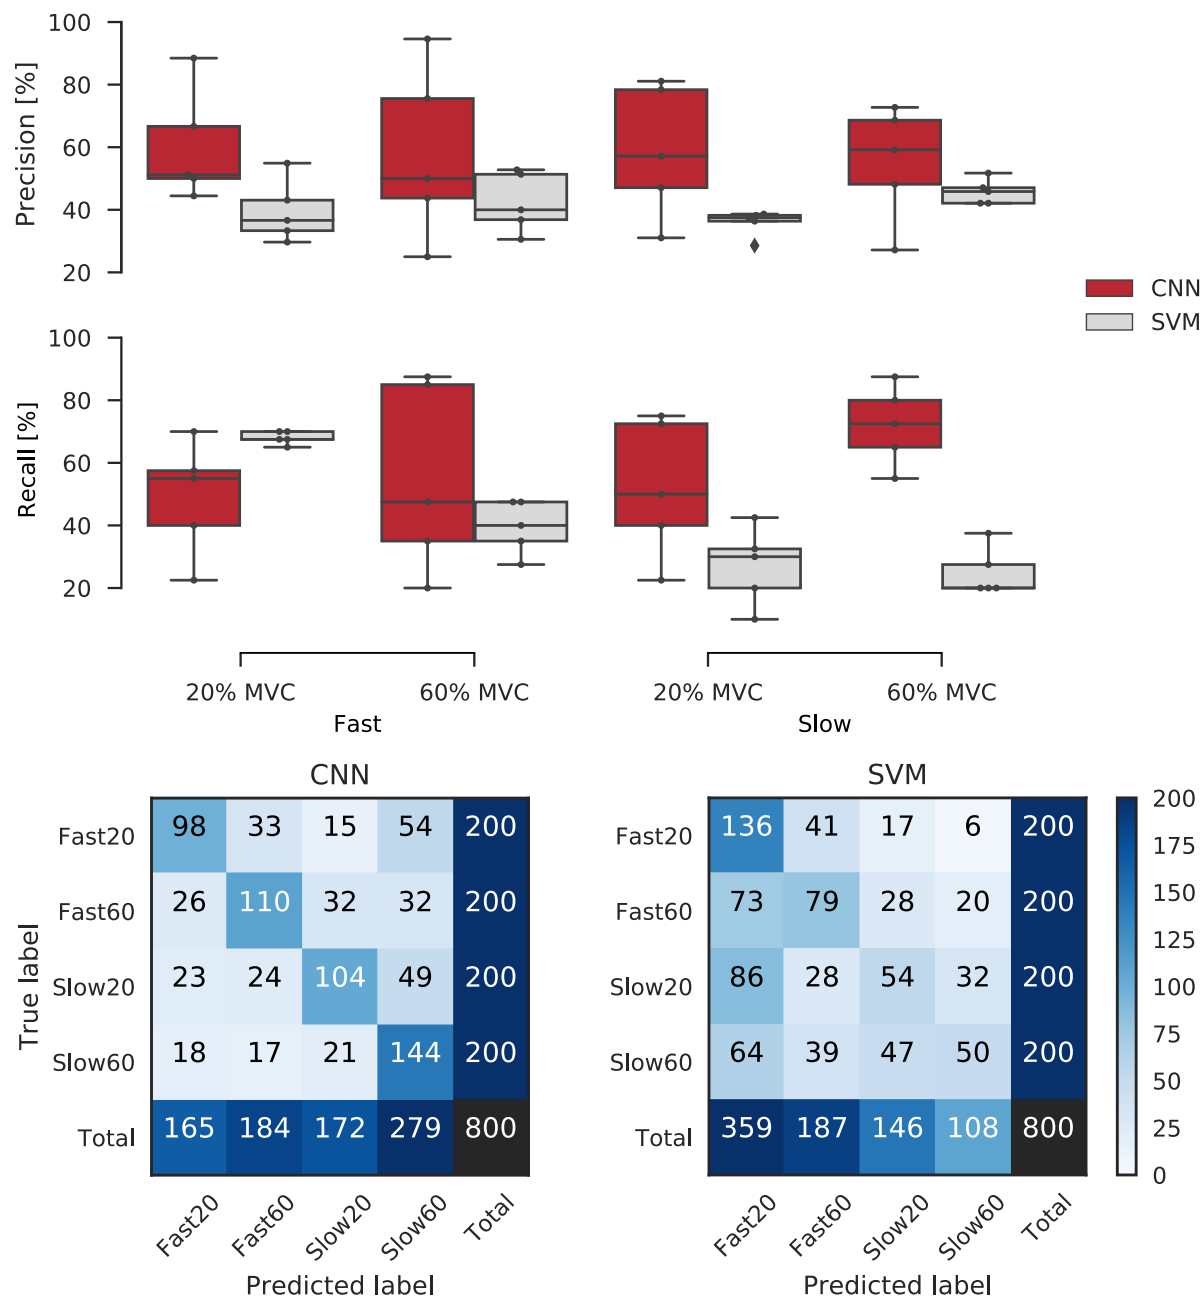 Precision [%]
100
80
60
40
20
CNN
SVM
Recall [%]
100
80
60
40
20
20% MVC 60% MVC 20% MVC 60% MVC
Fast Slow
CNN
True label
Fast20 98 33 15 54 200
Fast60 26 110 32 32 200
Slow20 23 24 104 49 200
Slow60 18 17 21 144 200
Total 165 184 172 279 800
Fast20 Fast60 Slow20 Slow60 Total
Predicted label
SVM
Fast20 136 41 17 6 200
Fast60 73 79 28 20 200
Slow20 86 28 54 32 200
Slow60 64 39 47 50 200
Total 359 187 146 108 800
Fast20 Fast60 Slow20 Slow60 Total
Predicted label
200
175
150
125
100
75
50
25
0